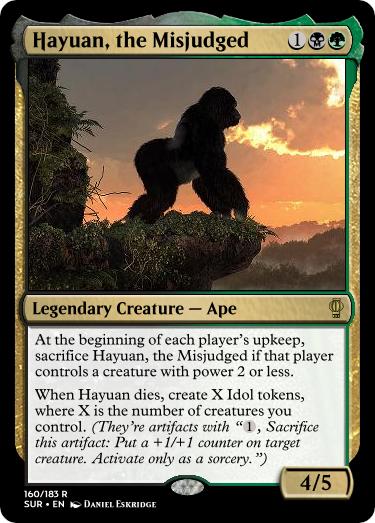 Hayuan, the Misjudged 1
Legendary Creature — Ape
At the beginning of each player's upkeep,
sacrifice Hayuan, the Misjudged if that player
controls a creature with power 2 or less.
When Hayuan dies, create X Idol tokens,
where X is the number of creatures you
control. (They're artifacts with “1, Sacrifice
this artifact: Put a +1/+1 counter on target
creature. Activate only as a sorcery.”)
4/5
160/183 R
SUR • EN Daniel Eskridge